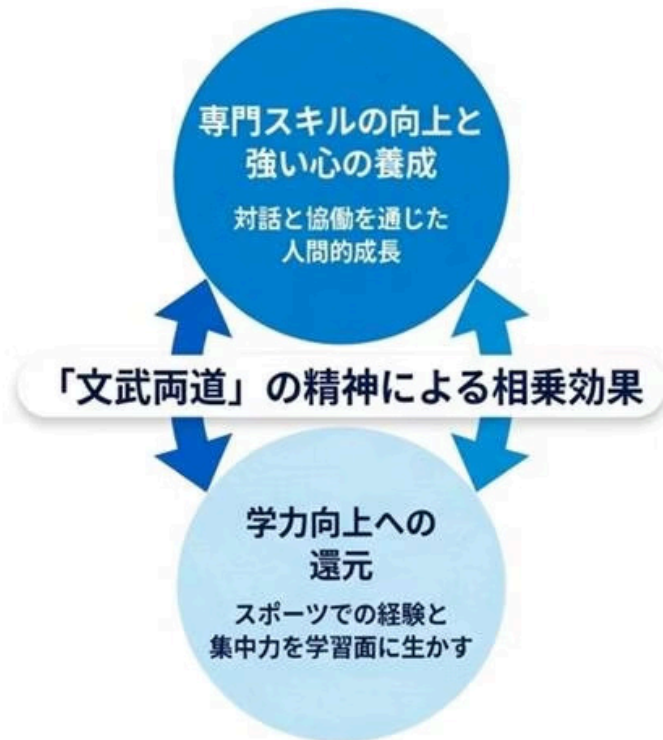 専門スキルの向上と
強い心の養成
対話と協働を通じた
人間的成長
「文武両道」の精神による相乗効果
学力向上への
還元
スポーツでの経験と
集中力を学習面に生かす